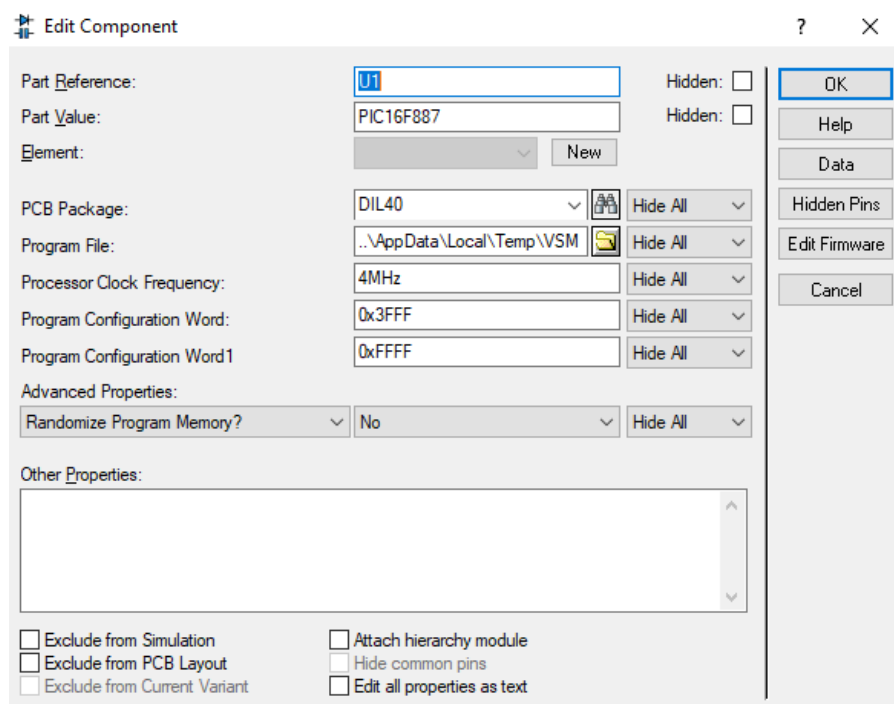 Edit Component ? ×
Part Reference: U1 Hidden: OK
Part Value: PIC16F887 Hidden: Help
Element: New Data
PCB Package: DIL40 Hide All Hidden Pins
Program File: ..\AppData\Local\Temp\VSM Hide All Edit Firmware
Processor Clock Frequency: 4MHz Hide All Cancel
Program Configuration Word: 0x3FFF Hide All
Program Configuration Word1 0xFFFF Hide All
Advanced Properties:
Randomize Program Memory? No Hide All
Other Properties:
Exclude from Simulation Attach hierarchy module
Exclude from PCB Layout Hide common pins
Exclude from Current Variant Edit all properties as text